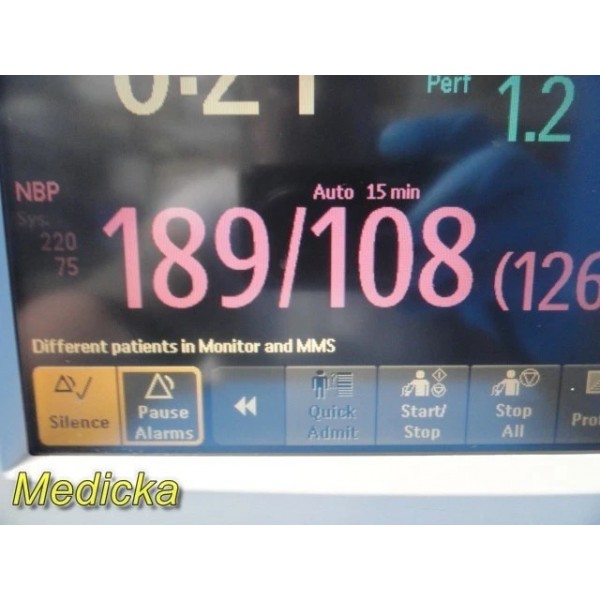 Perf
1.2
NBP
Auto 15 min
Sys.
220
75
189/108 (126
Different patients in Monitor and MMS
Silence
Pause
Alarms
Quick
Admit
Start/
Stop
Stop
All
Medicka